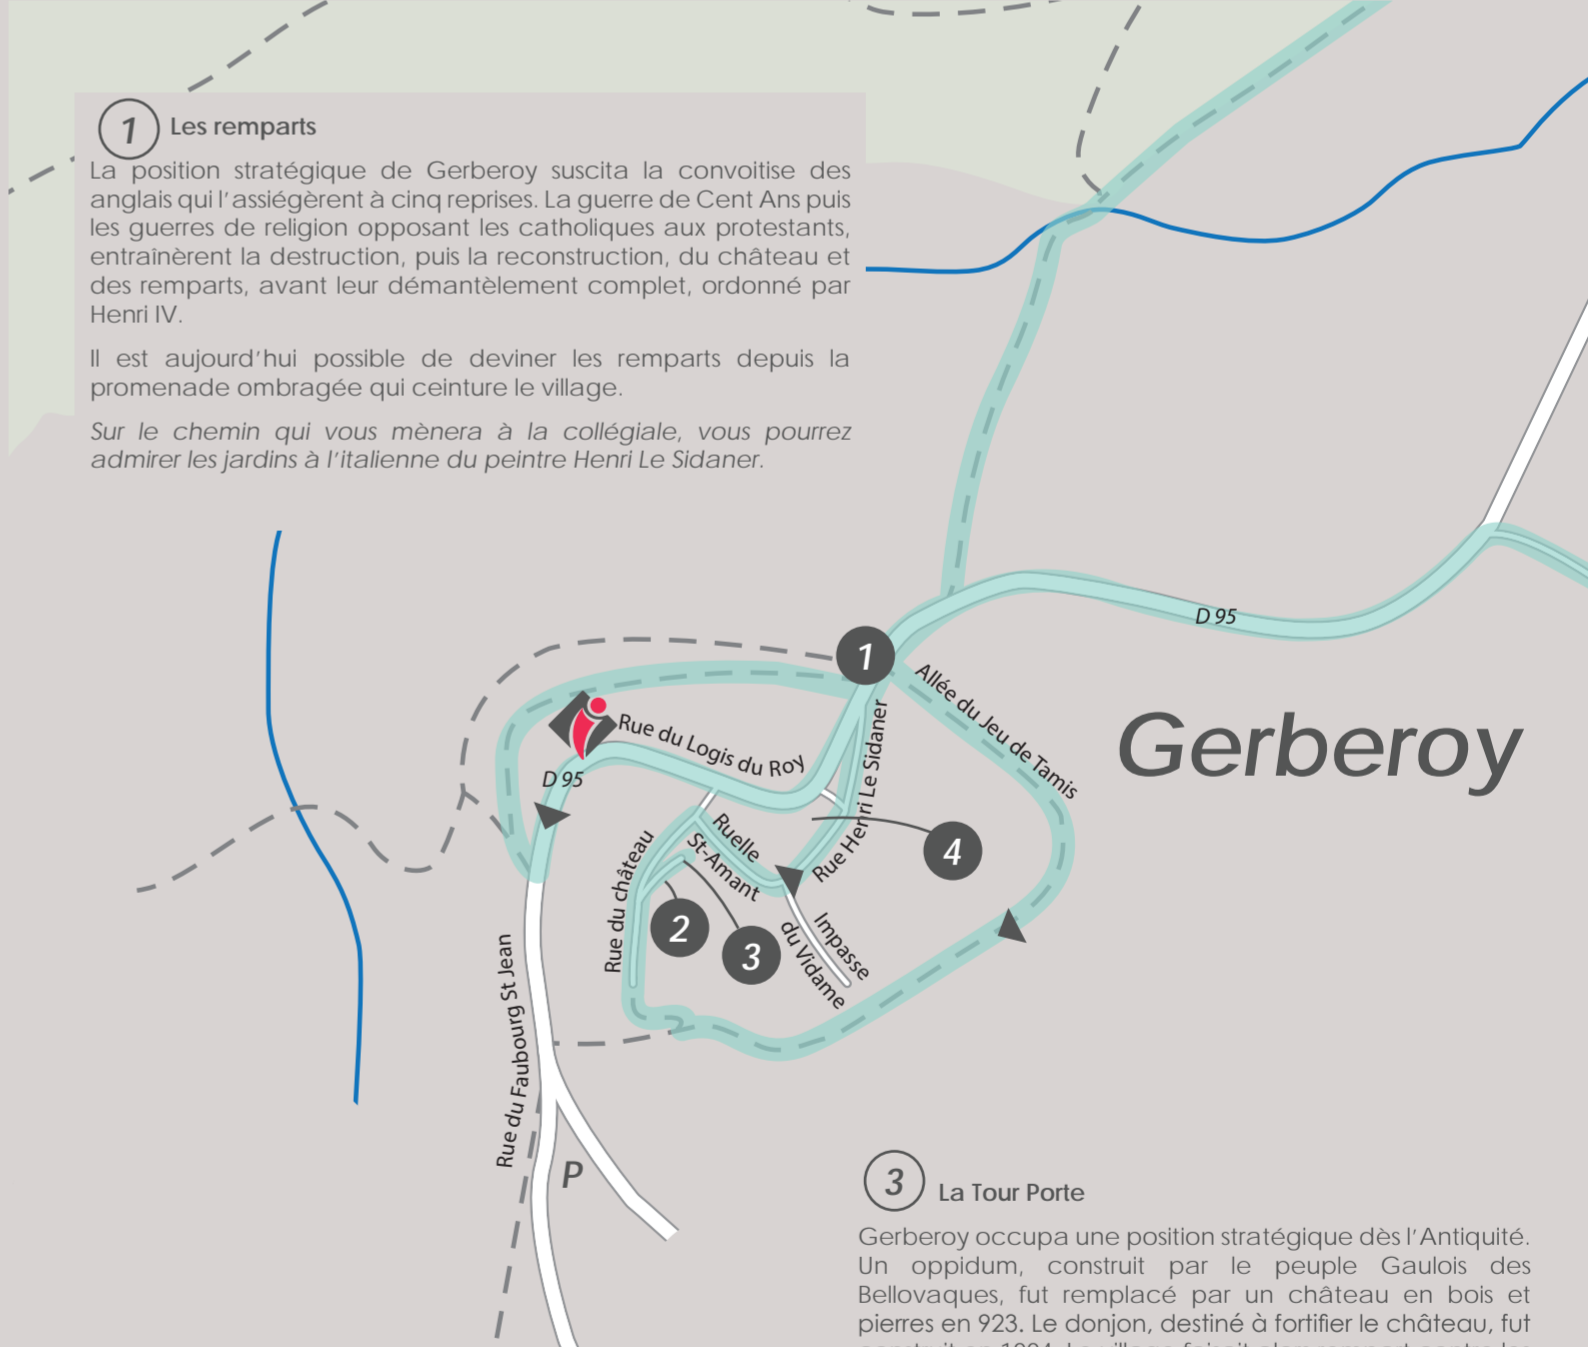 1 Les remparts
La position stratégique de Gerberoy suscita la convoitise des
anglais qui l'assiégèrent à cinq reprises. La guerre de Cent Ans puis
les guerres de religion opposant les catholiques aux protestants,
entraînèrent la destruction, puis la reconstruction, du château et
des remparts, avant leur démantèlement complet, ordonné par
Henri IV.
Il est aujourd'hui possible de deviner les remparts depuis la
promenade ombragée qui ceinture le village.
Sur le chemin qui vous mènera à la collégiale, vous pourrez
admirer les jardins à l'italienne du peintre Henri Le Sidaner.
D 95
1
Allée du Jeu de Tamis
Gerberoy
Rue du Logis du Roy
Rue Henri Le Sidaner
D 95
Ruelle
St-Amant
4
Rue du château
2
3
Impasse
du Vidame
Rue du Faubourg St Jean
P
3 La Tour Porte
Gerberoy occupa une position stratégique dès l'Antiquité.
Un oppidum, construit par le peuple Gaulois des
Bellovaques, fut remplacé par un château en bois et
pierres en 923. Le donjon, destiné à fortifier le château, fut